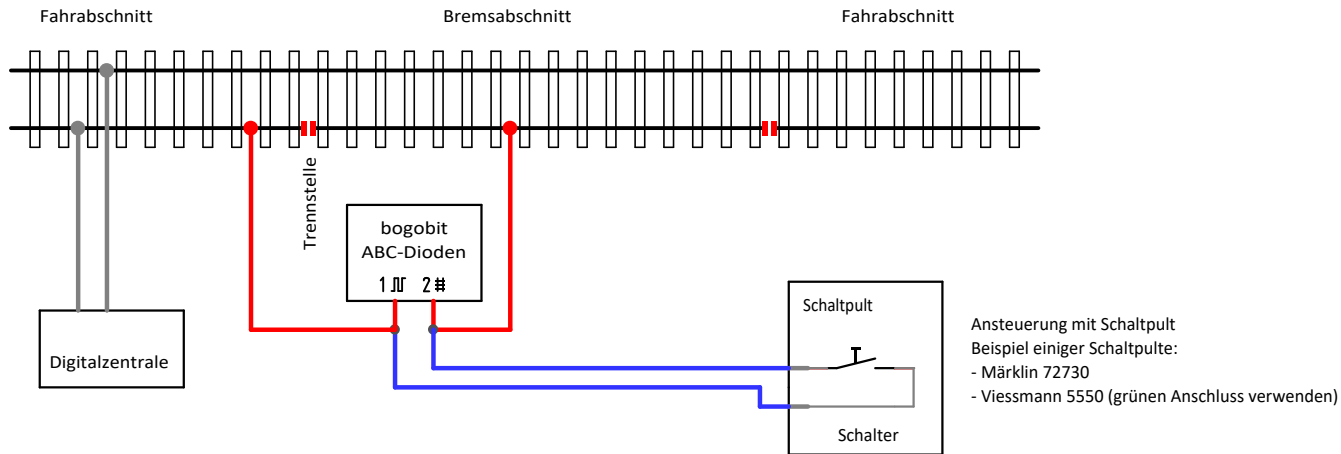 Fahrabschnitt
Bremsabschnitt
Fahrabschnitt
Trennstelle
bogobit
ABC-Dioden
1 2
Digitalzentrale
Schaltpult
Schalter
Ansteuerung mit Schaltpult
Beispiel einiger Schaltpulte:
- Märklin 72730
- Viessmann 5550 (grünen Anschluss verwenden)